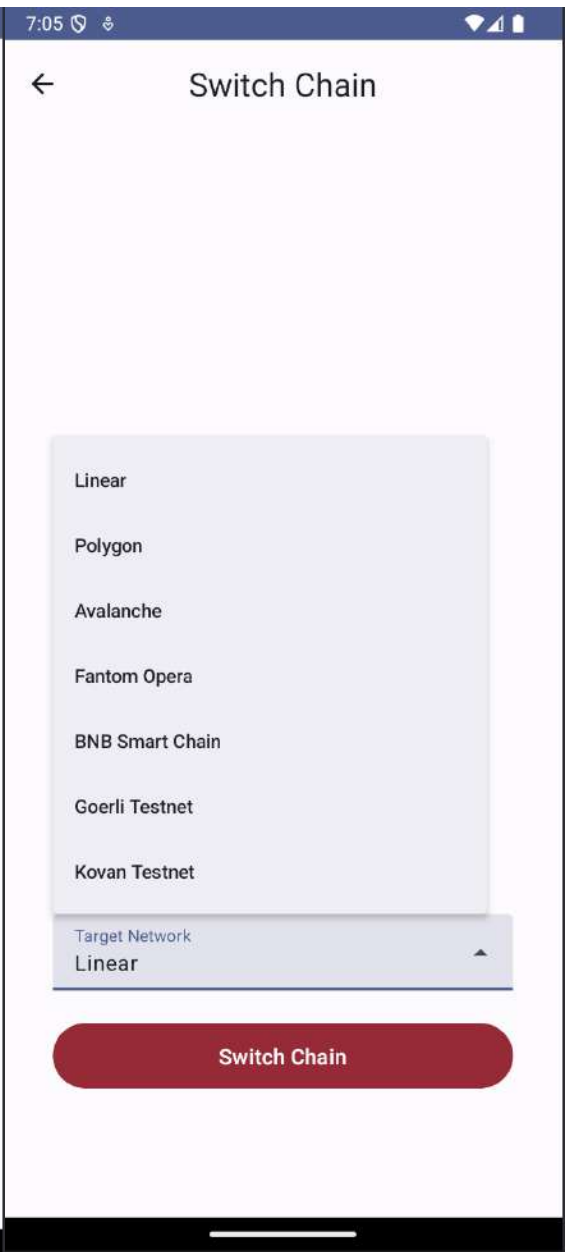 7:05
Switch Chain
Linear
Polygon
Avalanche
Fantom Opera
BNB Smart Chain
Goerli Testnet
Kovan Testnet
Target Network
Linear
Switch Chain